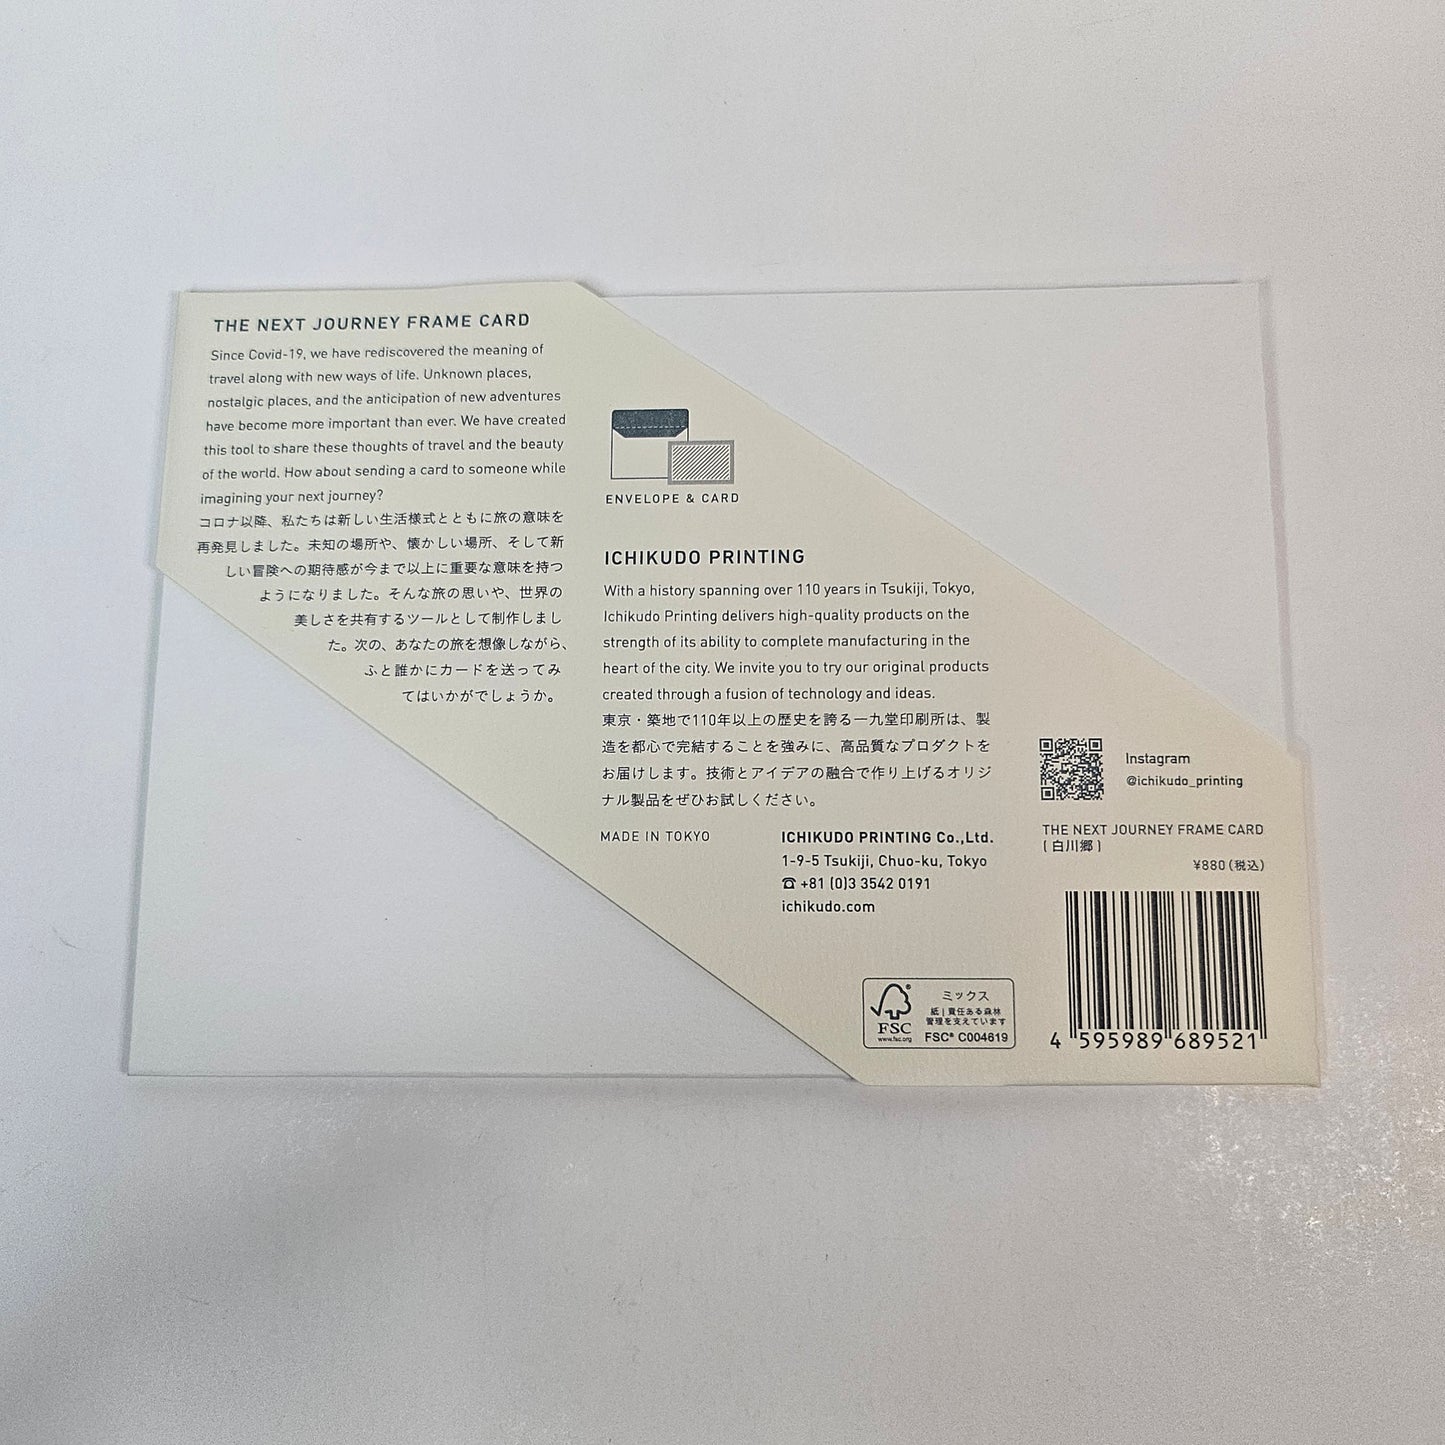 THE NEXT JOURNEY FRAME CARD
Since Covid-19, we have rediscovered the meaning of
travel along with new ways of life. Unknown places,
nostalgic places, and the anticipation of new adventures
have become more important than ever. We have created
this tool to share these thoughts of travel and the beauty
of the world. How about sending a card to someone while
imagining your next journey?
コロナ以降、私たちは新しい生活様式とともに旅の意味を
再発見しました。未知の場所や、懐かしい場所、そして新
しい冒険への期待感が今まで以上に重要な意味を持つ
ようになりました。そんな旅の思いや、世界の
美しさを共有するツールとして制作しまし
た。次の、あなたの旅を想像しながら、
ふと誰かにカードを送ってみ
てはいかがでしょうか。
ENVELOPE & CARD
ICHIKUDO PRINTING
With a history spanning over 110 years in Tsukiji, Tokyo,
Ichikudo Printing delivers high-quality products on the
strength of its ability to complete manufacturing in the
heart of the city. We invite you to try our original products
created through a fusion of technology and ideas.
東京・築地で110年以上の歴史を誇る一九堂印刷所は、製
造を都心で完結することを強みに、高品質なプロダクトを
お届けします。技術とアイデアの融合で作り上げるオリジ
ナル製品をぜひお試しください。
MADE IN TOKYO
ICHIKUDO PRINTING Co.,Ltd.
1-9-5 Tsukiji, Chuo-ku, Tokyo
☎ +81 (0)3 3542 0191
ichikudo.com
Instagram
@ichikudo_printing
THE NEXT JOURNEY FRAME CARD
( 白川郷 )
¥880(税込)
4 595989 689521
FSC
www.fsc.org
ミックス
紙 | 責任ある森林
管理を支えています
FSC® C004619